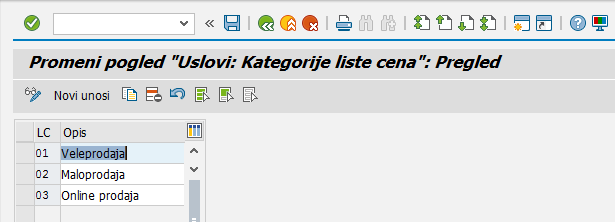 Promeni pogled "Uslovi: Kategorije liste cena": Pregled
Novi unosi
LC Opis
01 Veleprodaja
02 Maloprodaja
03 Online prodaja